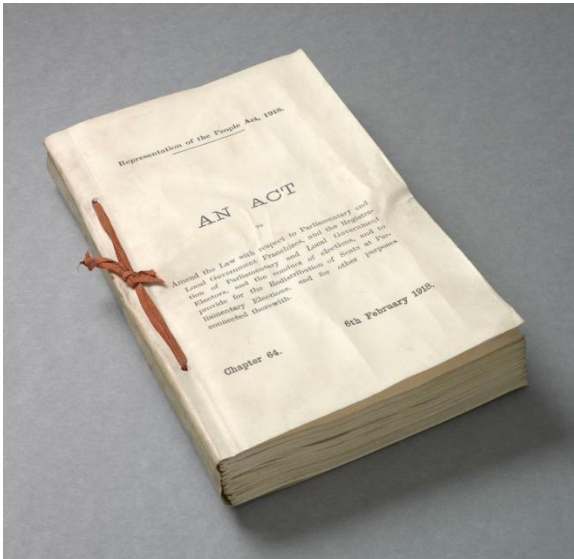 Representation of the People Act, 1918.
AN ACT
TO
Amend the Law with respect to Parliamentary and
Local Government Franchises, and the Registra-
tion of Parliamentary and Local Government
Electors, and the conduct of elections, and to
provide for the Redistribution of Seats at Par-
liamentary Elections, and for other purposes
connected therewith.
6th February 1918.
Chapter 64.